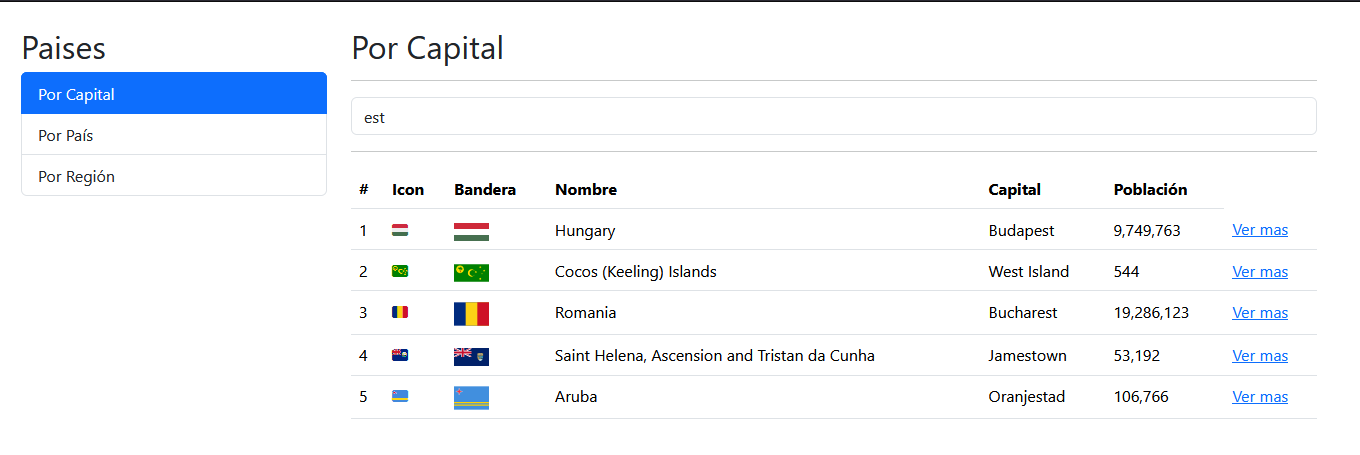 Paises
Por Capital
Por País
Por Región
Por Capital
est
# Icon Bandera Nombre Capital Población
1 Hungary Budapest 9,749,763 Ver mas
2 Cocos (Keeling) Islands West Island 544 Ver mas
3 Romania Bucharest 19,286,123 Ver mas
4 Saint Helena, Ascension and Tristan da Cunha Jamestown 53,192 Ver mas
5 Aruba Oranjestad 106,766 Ver mas